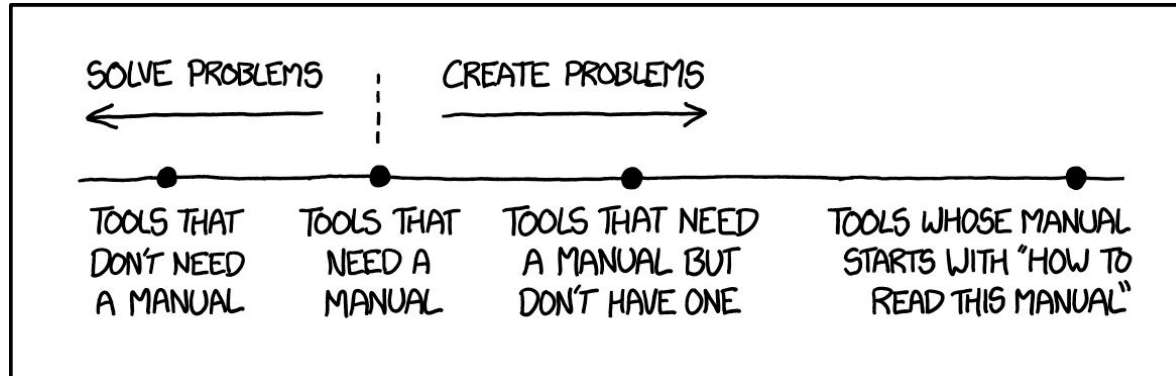 SOLVE PROBLEMS
CREATE PROBLEMS
TOOLS THAT
DON'T NEED
A MANUAL
TOOLS THAT
NEED A
MANUAL
TOOLS THAT NEED
A MANUAL BUT
DON'T HAVE ONE
TOOLS WHOSE MANUAL
STARTS WITH "HOW TO
READ THIS MANUAL"